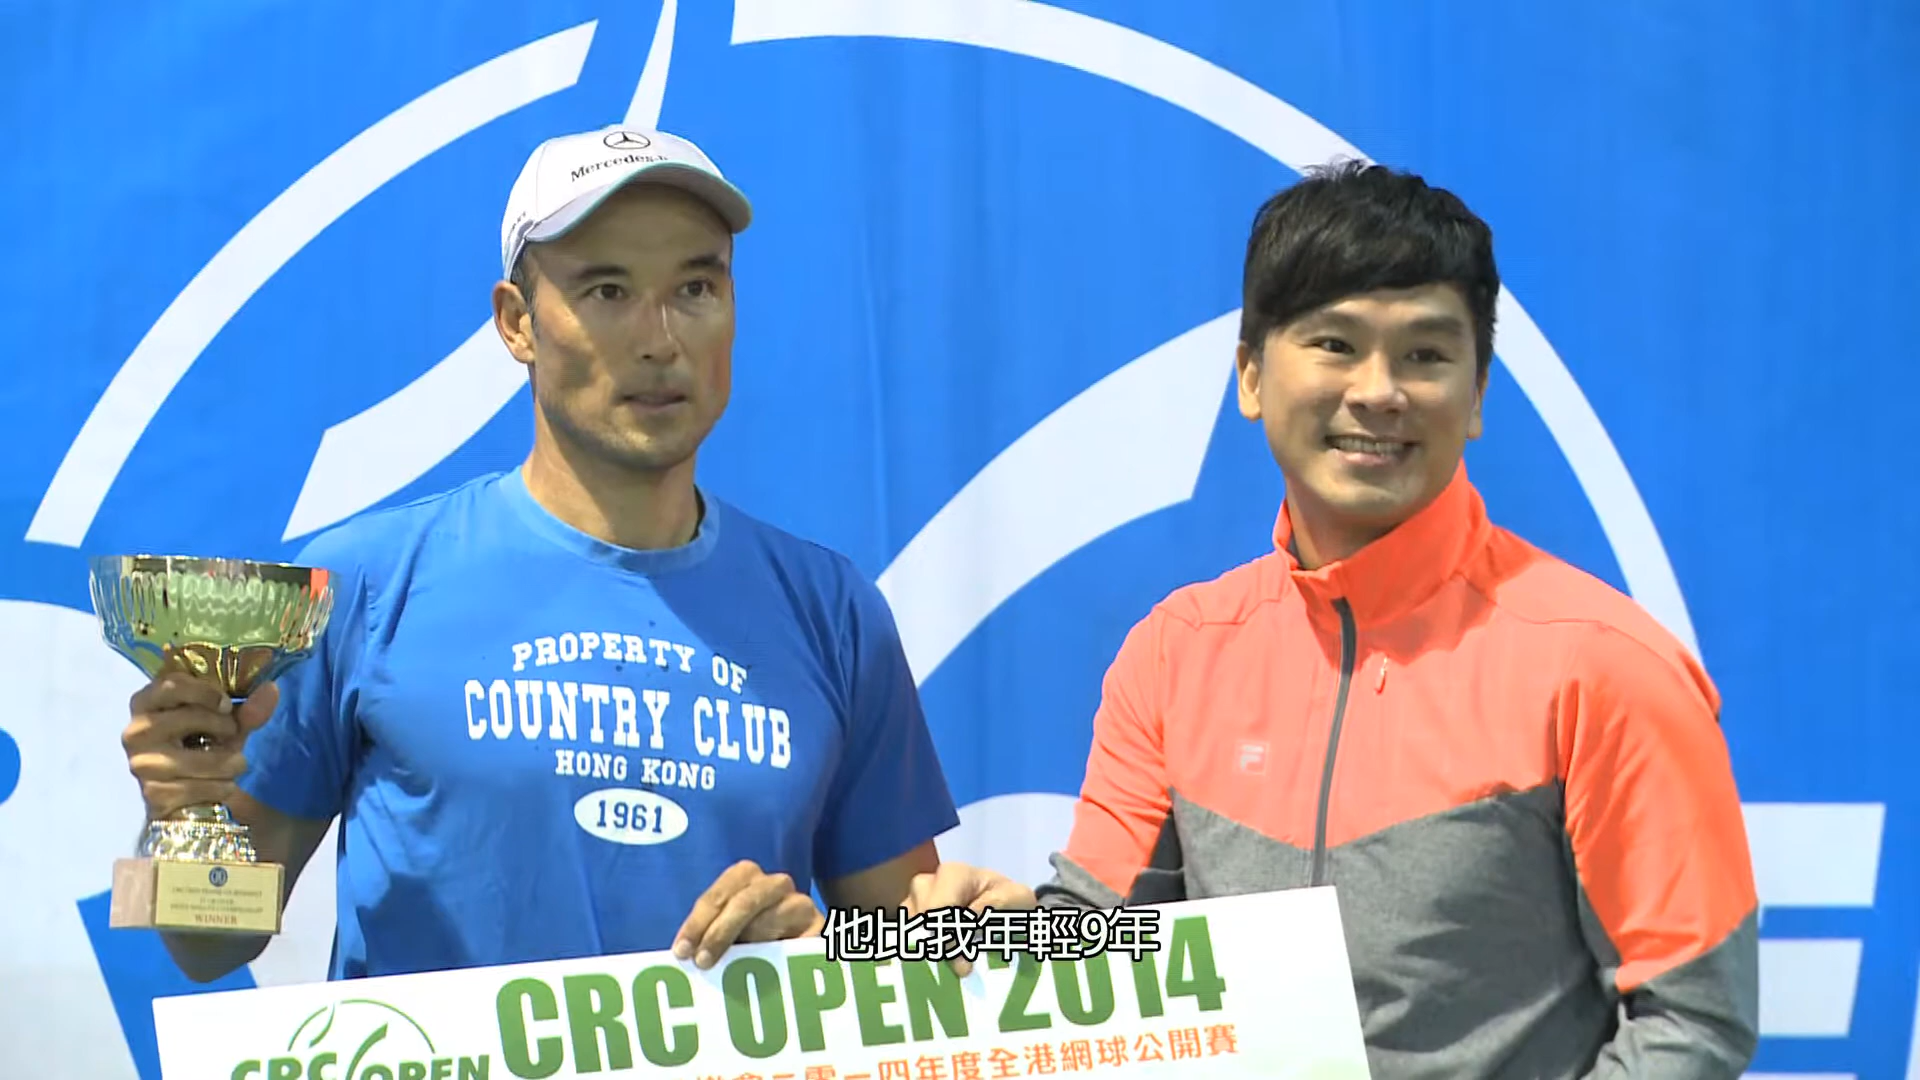 Mercedes-B
PROPERTY OF
COUNTRY CLUB
HONG KONG
1961
WINNER
他比我年輕9年
CRC OPEN 2014
CRC OPEN
二零一四年度全港網球公開賽